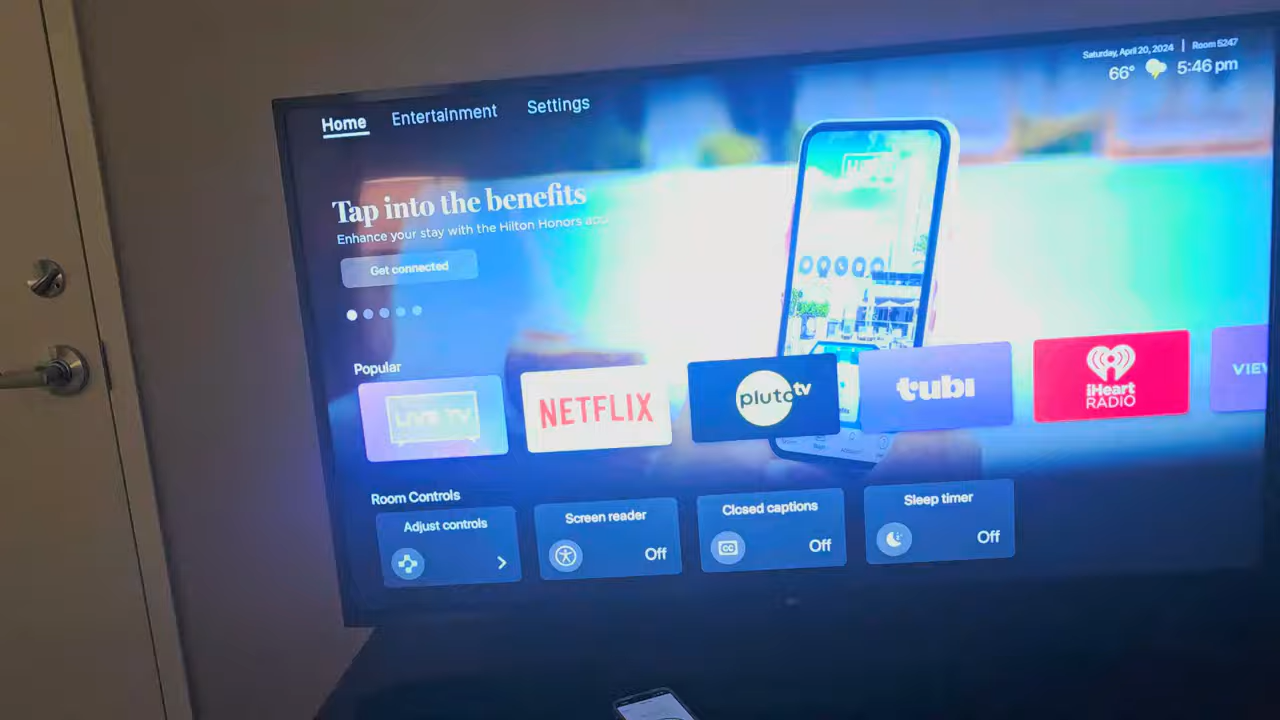 Saturday, April 20, 2024 | Room 5247
66° 5:46 pm
Home Entertainment Settings
Tap into the benefits
Enhance your stay with the Hilton Honors app
Get connected
Popular
LIVE TV
NETFLIX
pluto tv
tubi
iHeart
RADIO
VIEW
Room Controls
Adjust controls
Screen reader
Off
Closed captions
CC
Off
Sleep timer
Off